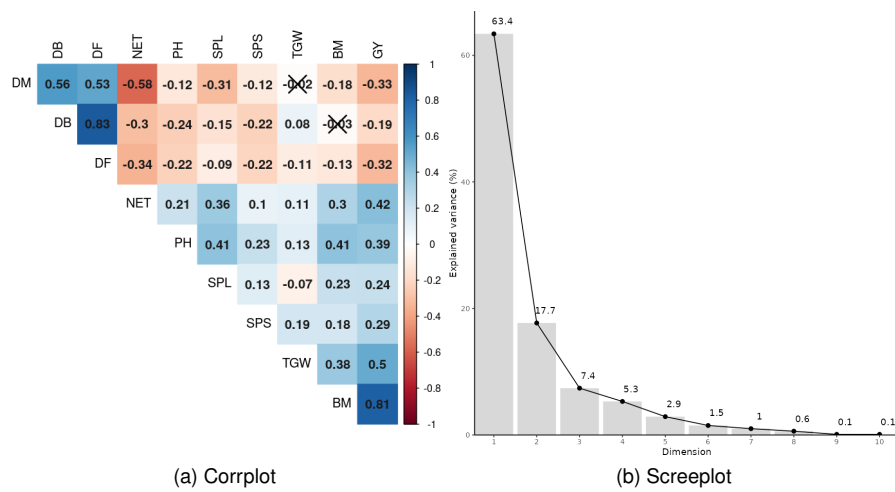 DB DF NET PH SPL SPS TGW BM GY
DM 0.56 0.53 -0.58 -0.12 -0.31 -0.12 -0.02 -0.18 -0.33
DB 0.83 -0.3 -0.24 -0.15 -0.22 0.08 -0.03 -0.19
DF -0.34 -0.22 -0.09 -0.22 -0.11 -0.13 -0.32
NET 0.21 0.36 0.1 0.11 0.3 0.42
PH 0.41 0.23 0.13 0.41 0.39
SPL 0.13 -0.07 0.23 0.24
SPS 0.19 0.18 0.29
TGW 0.38 0.5
BM 0.81
1
0.8
0.6
0.4
0.2
0
-0.2
-0.4
-0.6
-0.8
-1
(a) Corrplot
Explained variance (%)
60
40
20
0
63.4
17.7
7.4
5.3
2.9
1.5
1
0.6
0.1
0.1
1 2 3 4 5 6 7 8 9 10
Dimension
(b) Screeplot